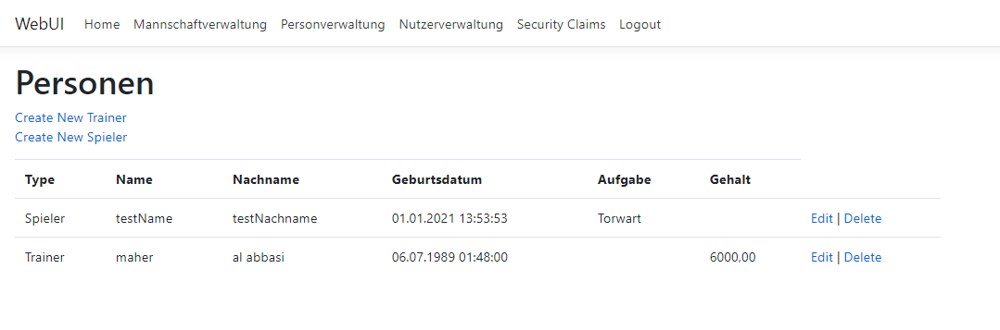 WebUI Home Mannschaftverwaltung Personverwaltung Nutzerverwaltung Security Claims Logout
Personen
Create New Trainer
Create New Spieler
Type Name Nachname Geburtsdatum Aufgabe Gehalt
Spieler testName testNachname 01.01.2021 13:53:53 Torwart Edit | Delete
Trainer maher al abbasi 06.07.1989 01:48:00 6000,00 Edit | Delete